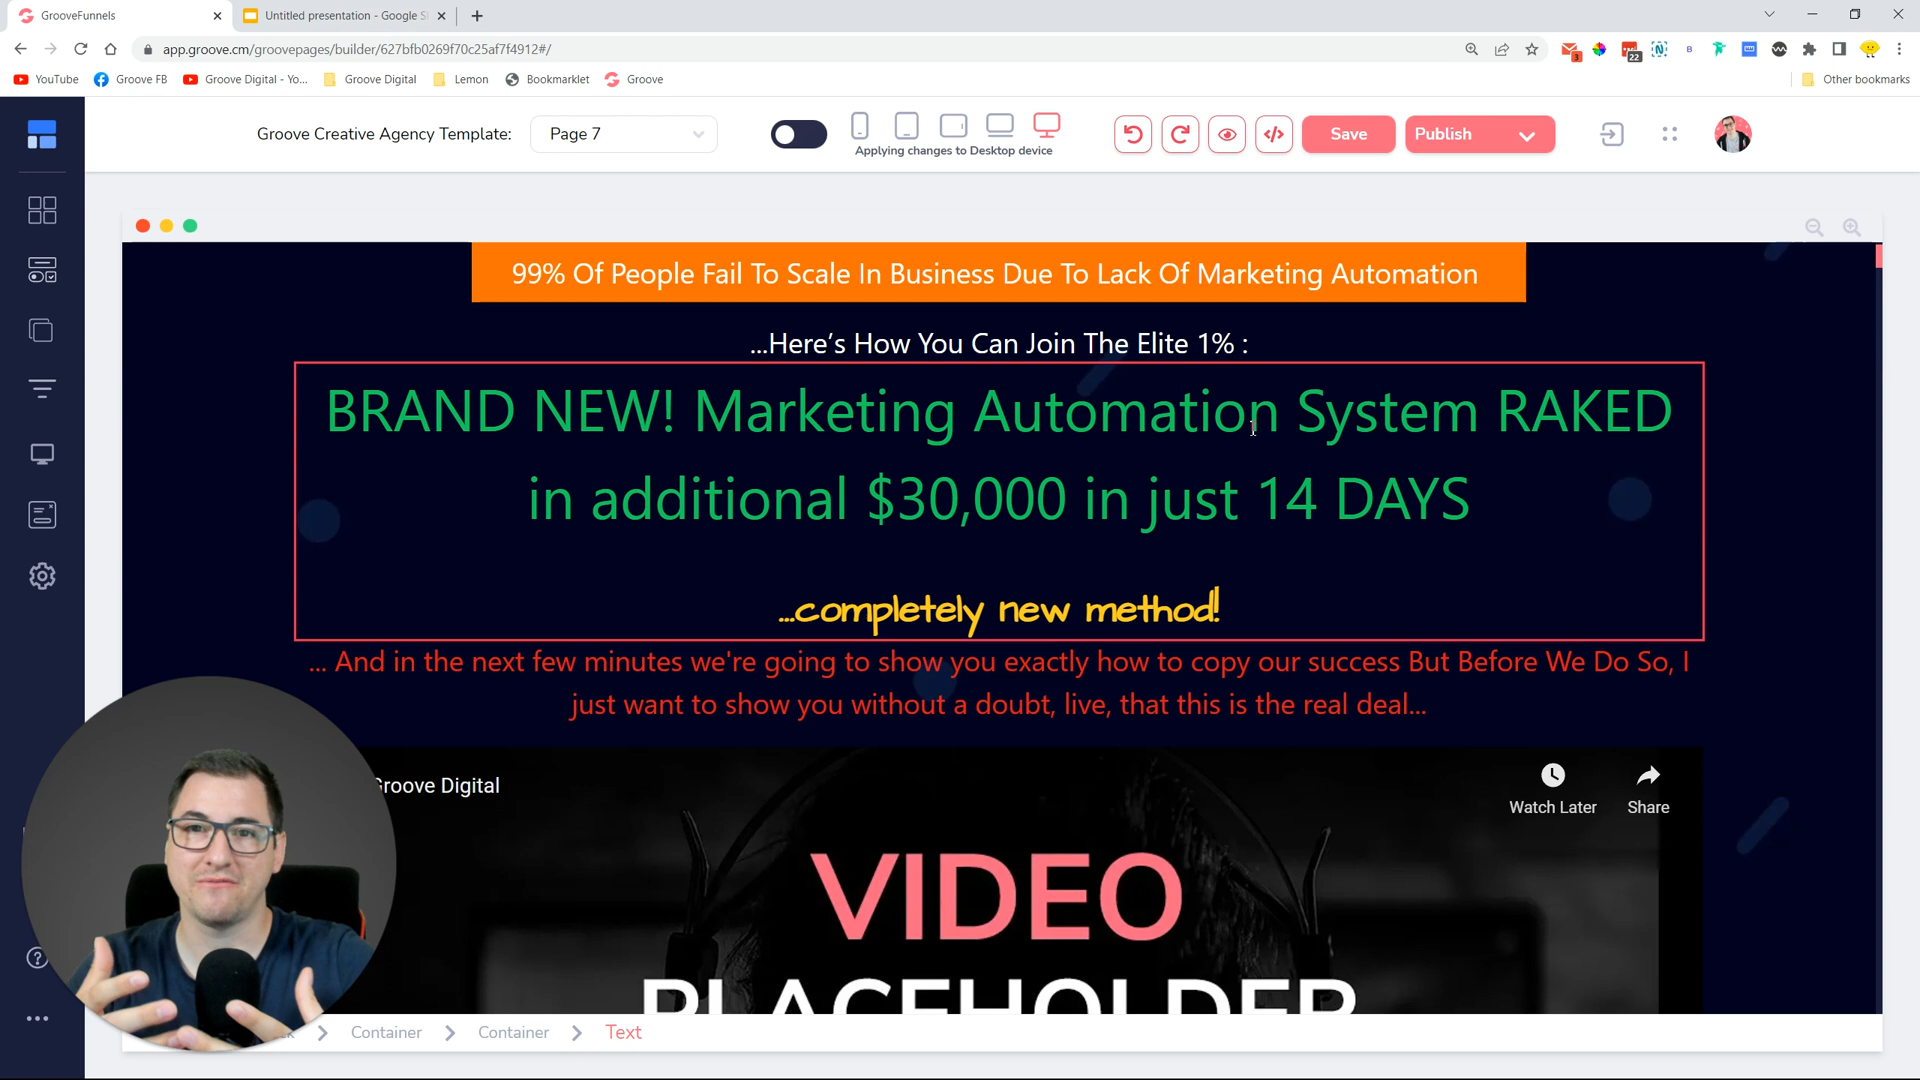 GrooveFunnels
Untitled presentation - Google S
app.groove.cm/groovepages/builder/627bfb0269f70c25af7f4912#/
3
22
N
B
YouTube
Groove FB
Groove Digital - Yo...
Groove Digital
Lemon
Bookmarklet
Groove
Other bookmarks
Groove Creative Agency Template:
Page 7
Applying changes to Desktop device
Save
Publish
99% Of People Fail To Scale In Business Due To Lack Of Marketing Automation
...Here’s How You Can Join The Elite 1% :
BRAND NEW! Marketing Automation System RAKED
in additional $30,000 in just 14 DAYS
...completely new method!
... And in the next few minutes we're going to show you exactly how to copy our success But Before We Do So, I
just want to show you without a doubt, live, that this is the real deal...
Groove Digital
Watch Later
Share
VIDEO
PLACEHOLDER
Container
Container
Text